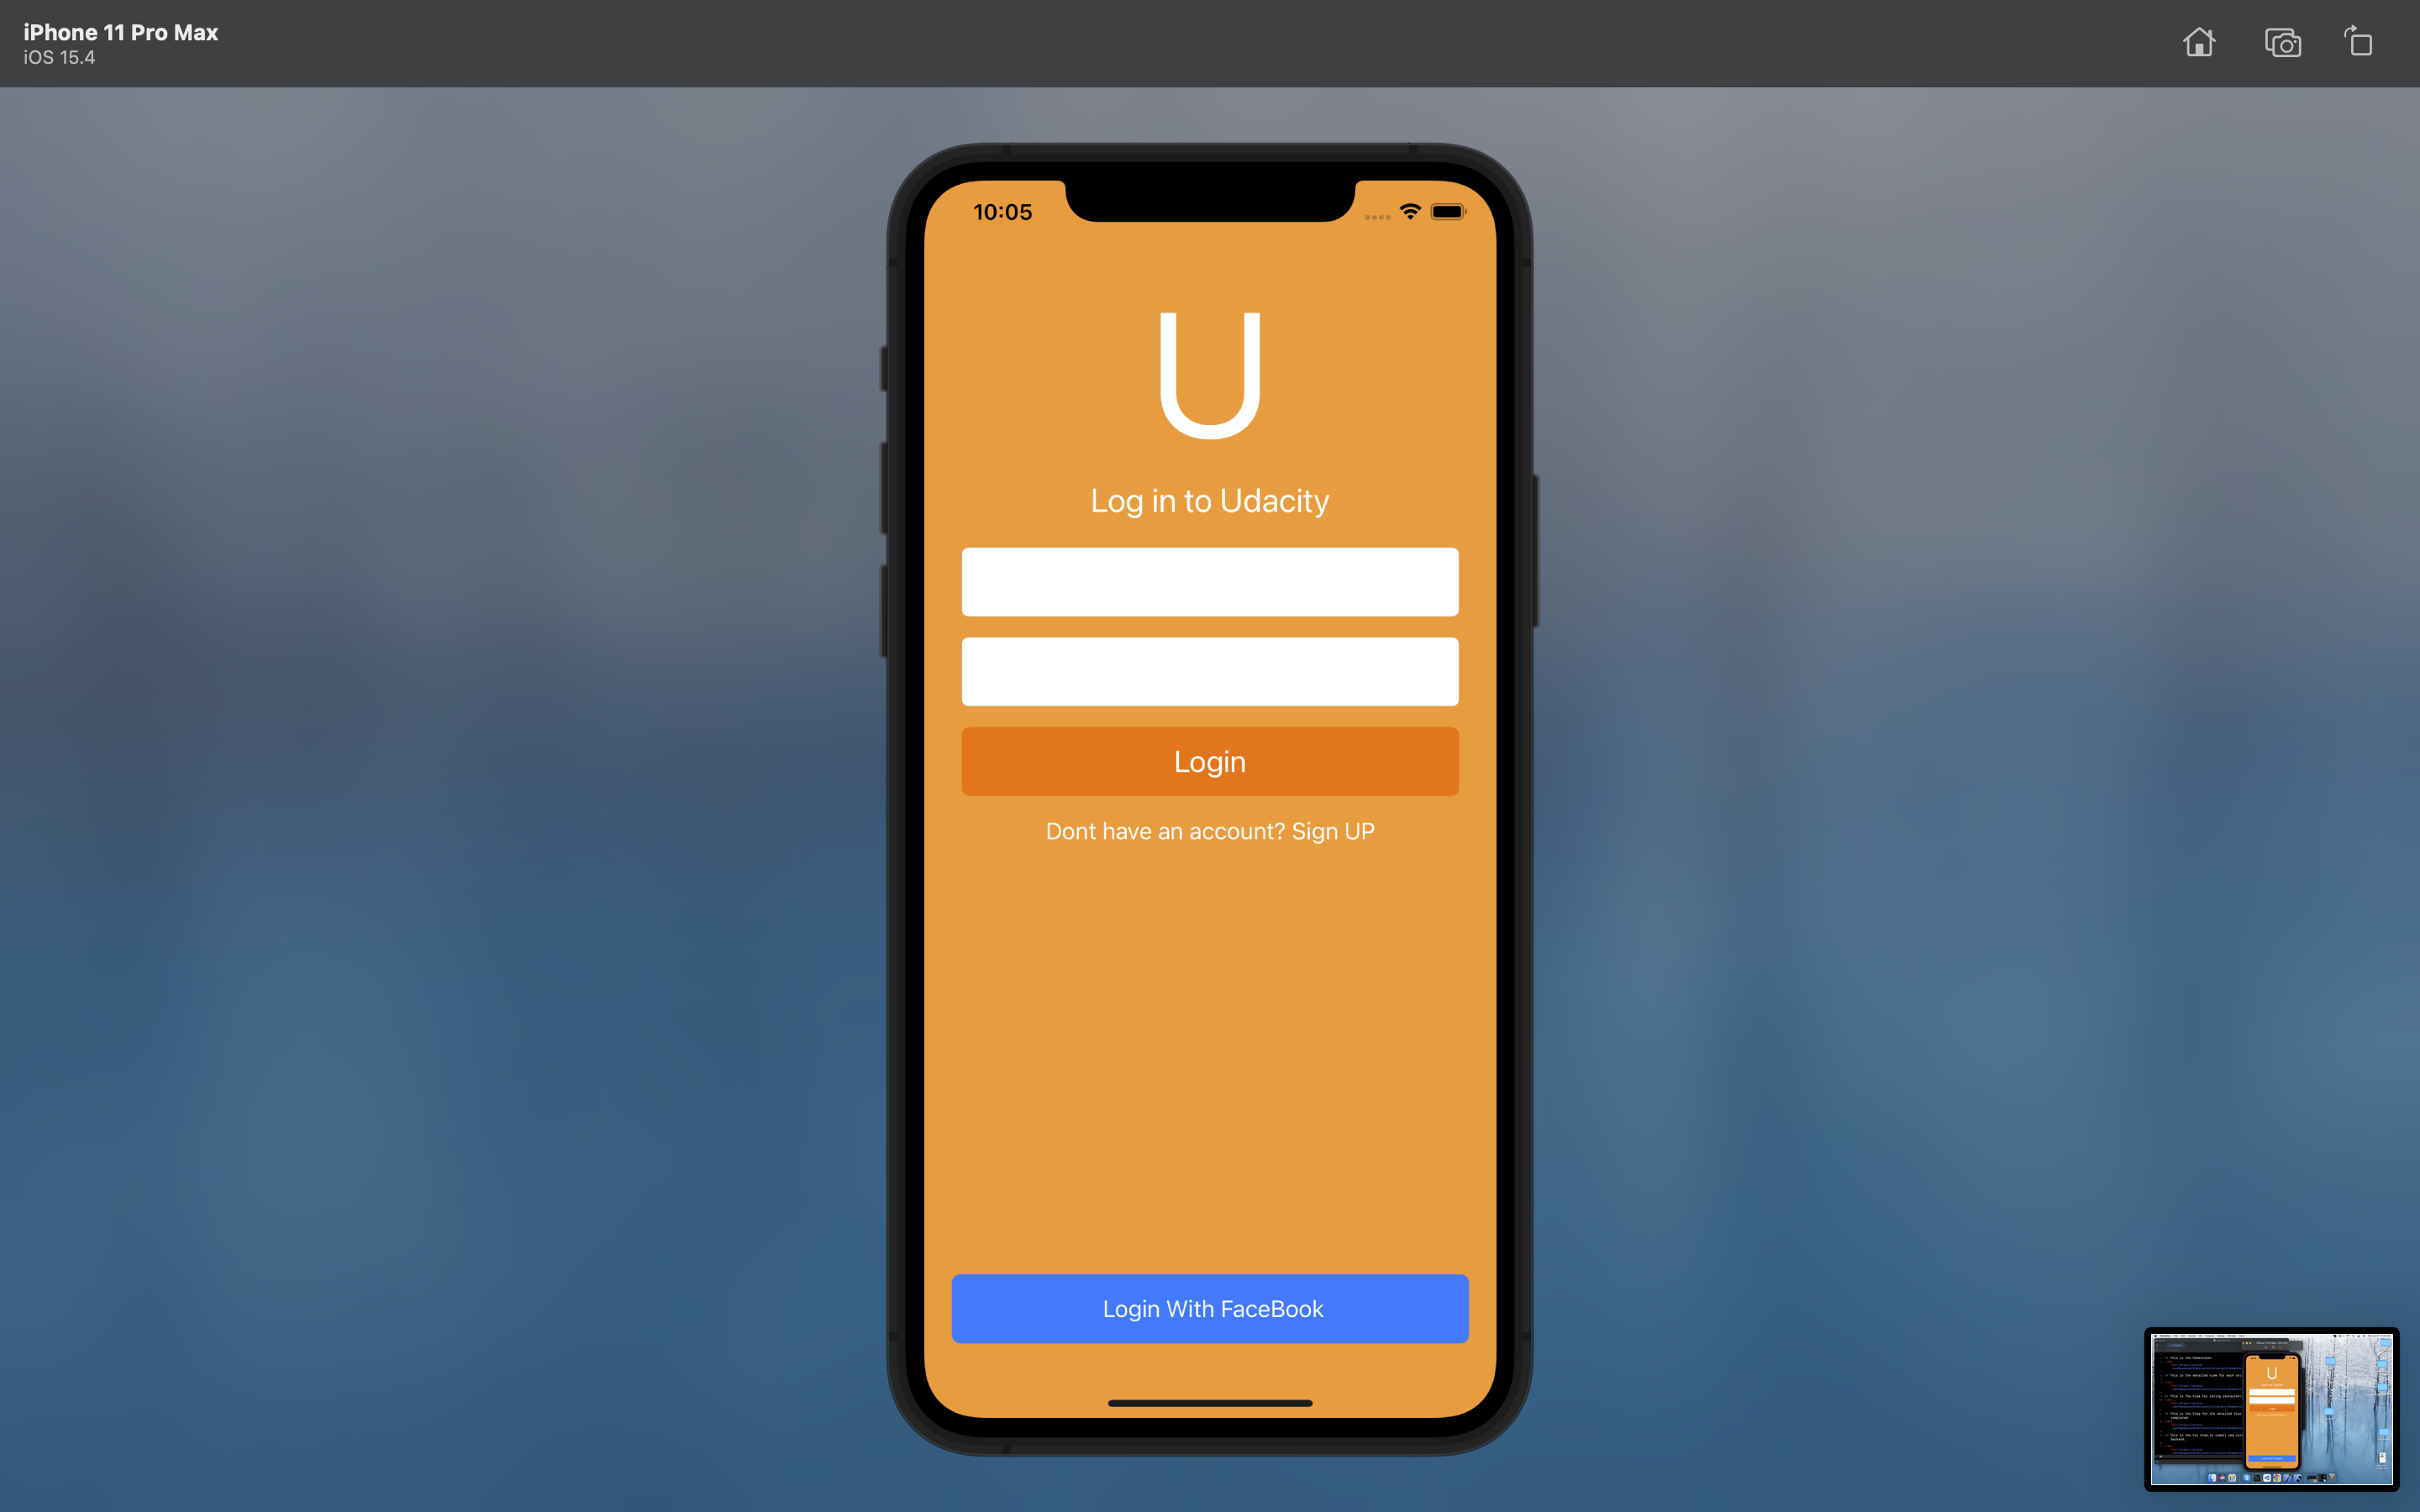 iPhone 11 Pro Max
iOS 15.4
10:05
U
Log in to Udacity
Login
Dont have an account? Sign UP
Login With FaceBook